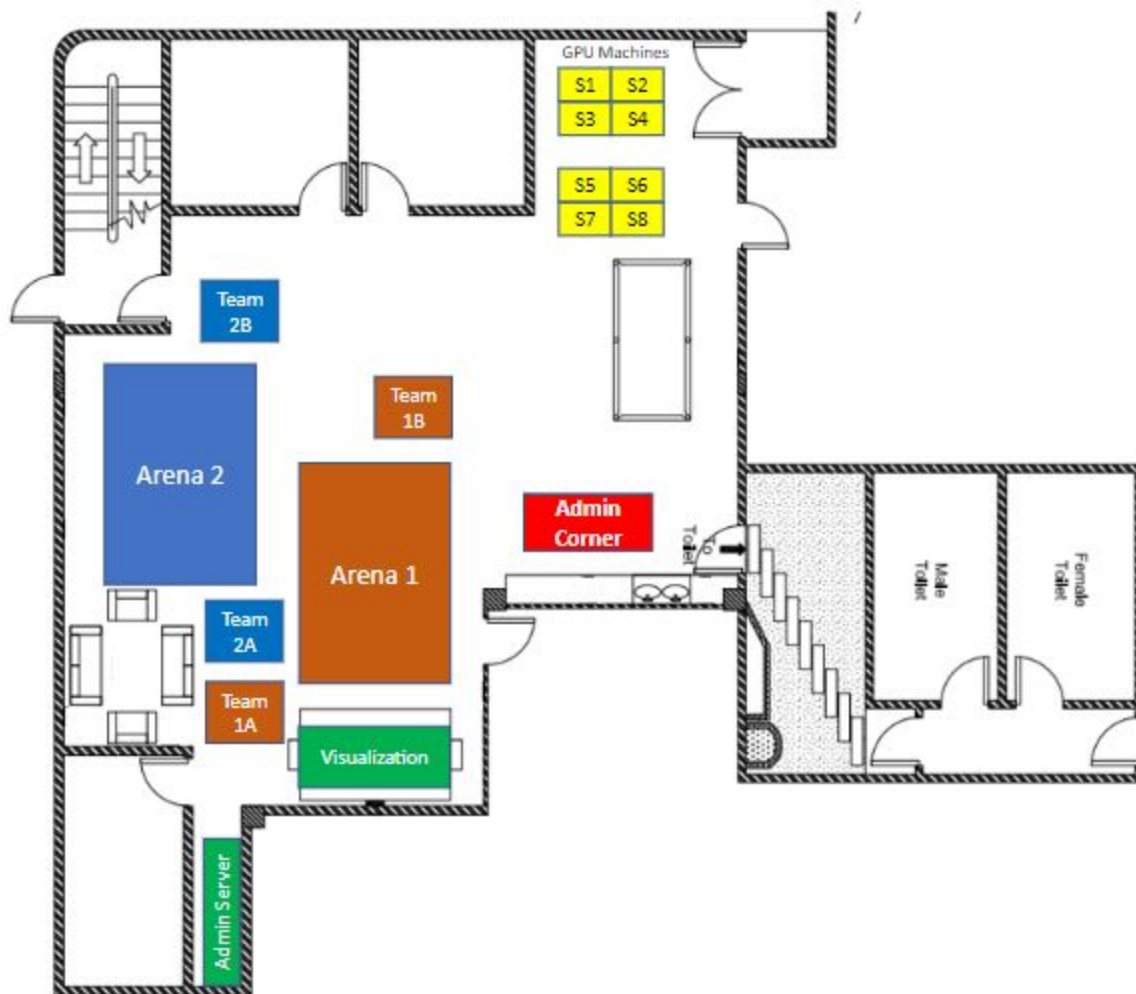 GPU Machines
S1 S2
S3 S4
S5 S6
S7 S8
Team
2B
Team
1B
Arena 2
Admin
Corner
To
Toilet
Arena 1
Male
Toilet
Female
Toilet
Team
2A
Team
1A
Visualization
Admin Server